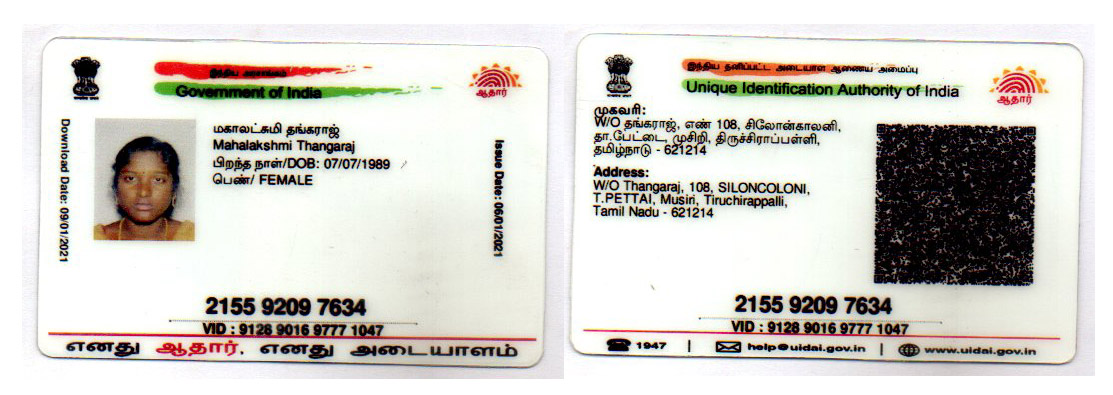 இந்திய அரசாங்கம்
Government of India
ஆதார்
Download Date: 09/01/2021
மகாலட்சுமி தங்கராஜ்
Mahalakshmi Thangaraj
பிறந்த நாள்/DOB: 07/07/1989
பெண்/ FEMALE
Issue Date: 06/01/2021
2155 9209 7634
VID : 9128 9016 9777 1047
எனது ஆதார், எனது அடையாளம்
இந்திய தனிப்பட்ட அடையாள ஆணைய அமைப்பு
Unique Identification Authority of India
ஆதார்
முகவரி:
W/O தங்கராஜ், எண் 108, சிலோன்காலனி,
தா.பேட்டை, முசிறி, திருச்சிராப்பள்ளி,
தமிழ்நாடு - 621214
Address:
W/O Thangaraj, 108, SILONCOLONI,
T.PETTAI, Musiri, Tiruchirappalli,
Tamil Nadu - 621214
2155 9209 7634
VID : 9128 9016 9777 1047
1947 | help@uidai.gov.in | www.uidai.gov.in